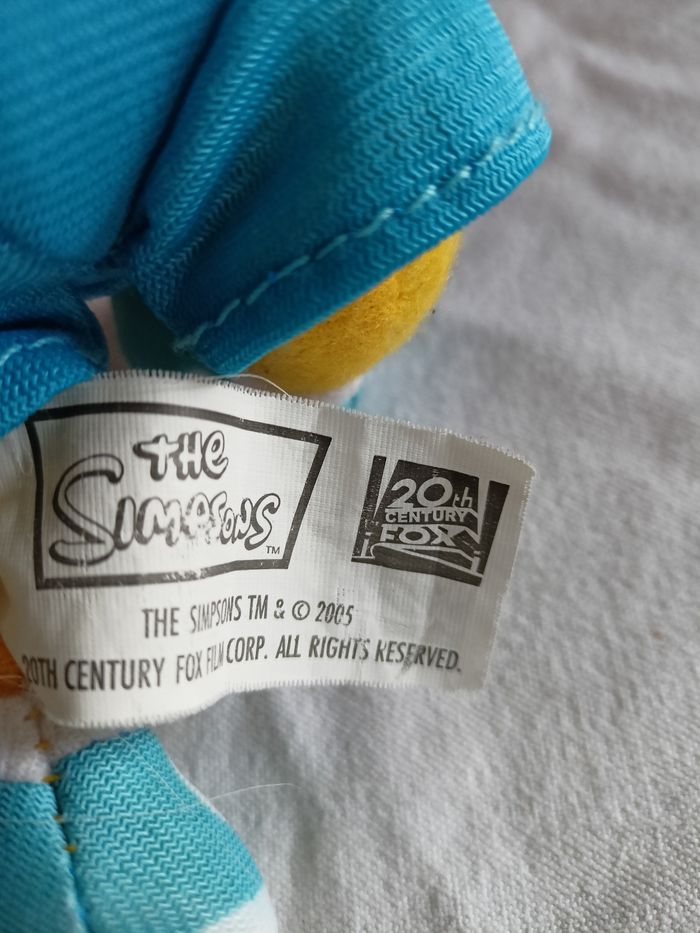 THE
SIMPSONS
TM
20th
CENTURY
FOX
THE SIMPSONS TM & © 2005
20TH CENTURY FOX FILM CORP. ALL RIGHTS RESERVED.